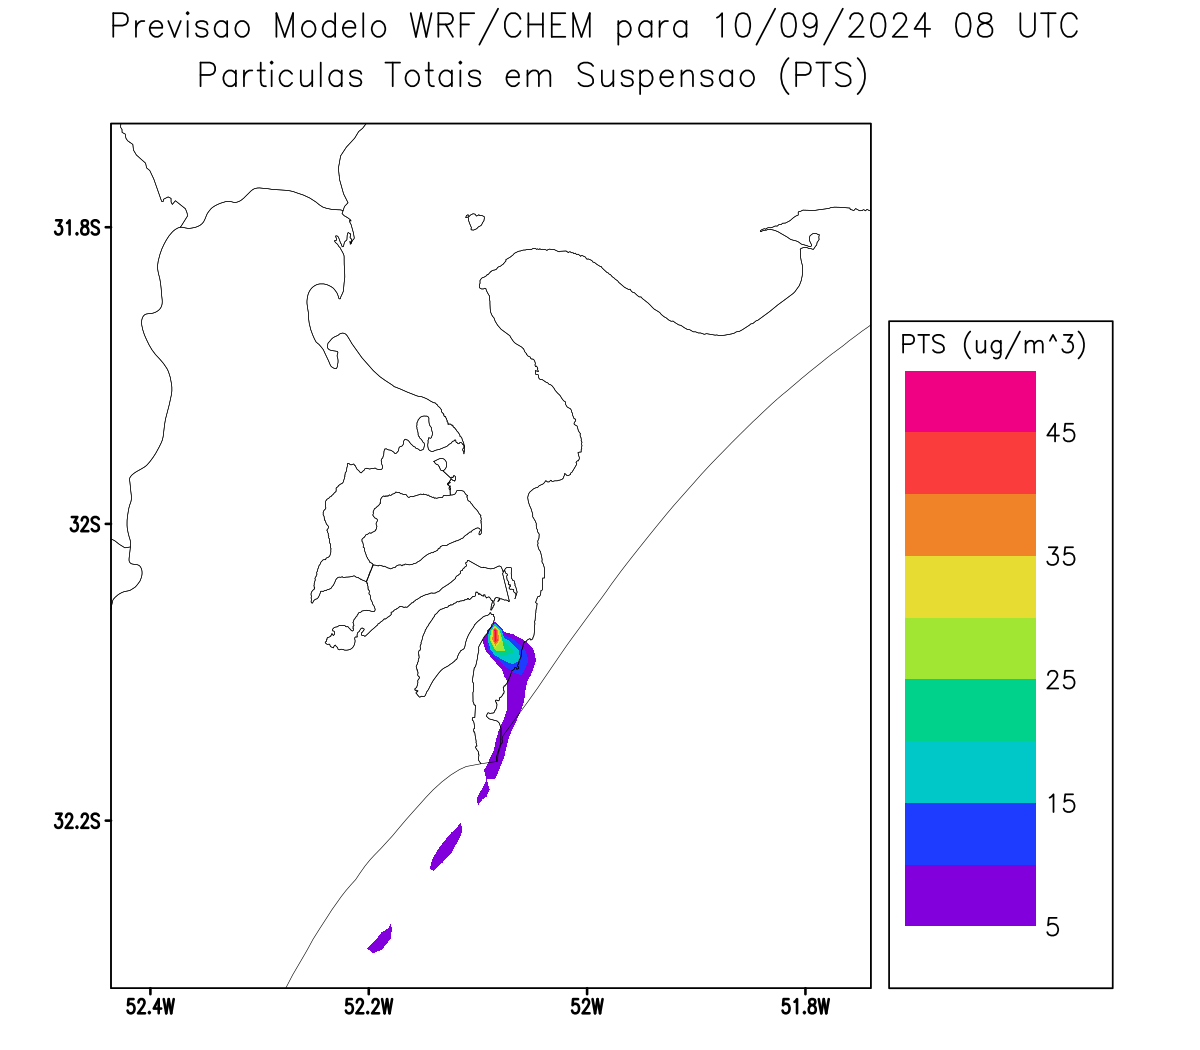 Previsao Modelo WRF/CHEM para 10/09/2024 08 UTC
Particulas Totais em Suspensao (PTS)
31.8S
32S
32.2S
52.4W
52.2W
52W
51.8W
PTS (ug/m^3)
45
35
25
15
5